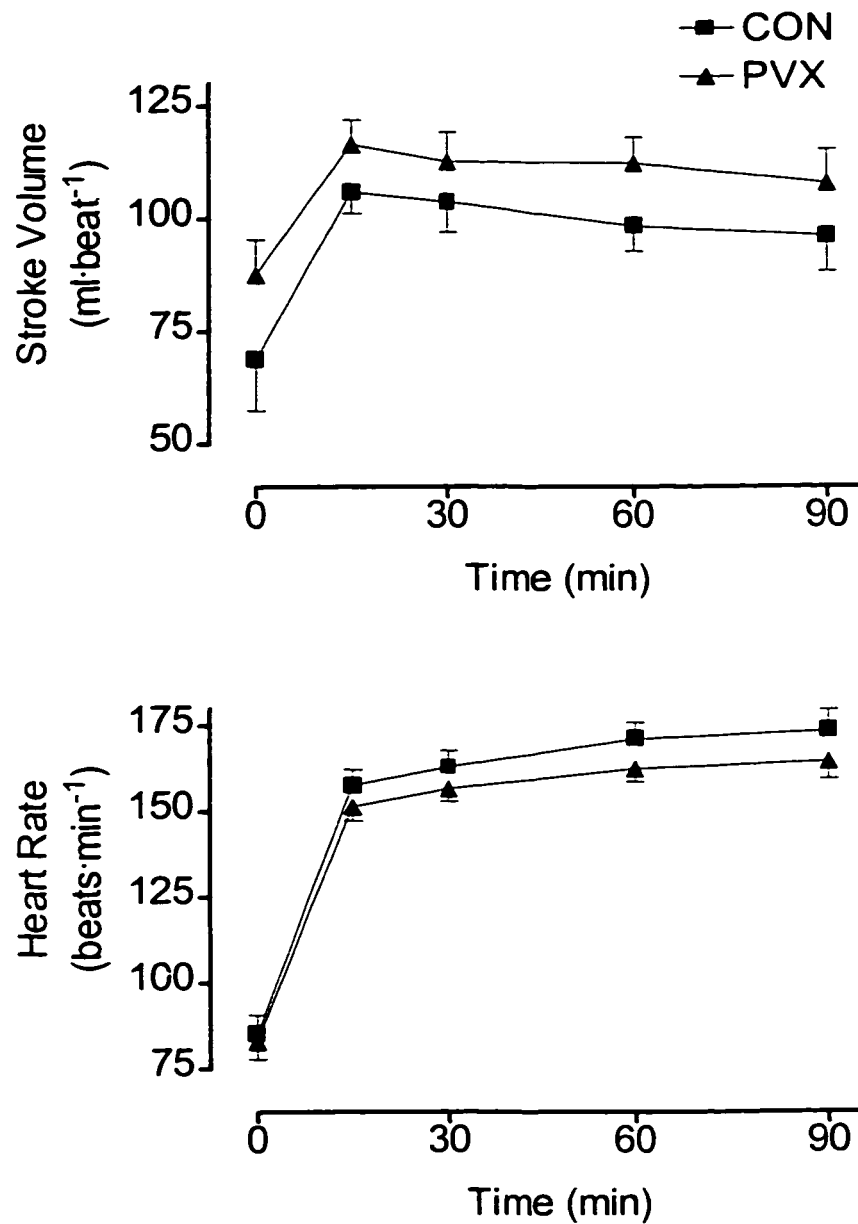 CON
PVX
Stroke Volume
(ml·beat⁻¹)
125
100
75
50
0 30 60 90
Time (min)
Heart Rate
(beats·min⁻¹)
175
150
125
100
75
0 30 60 90
Time (min)